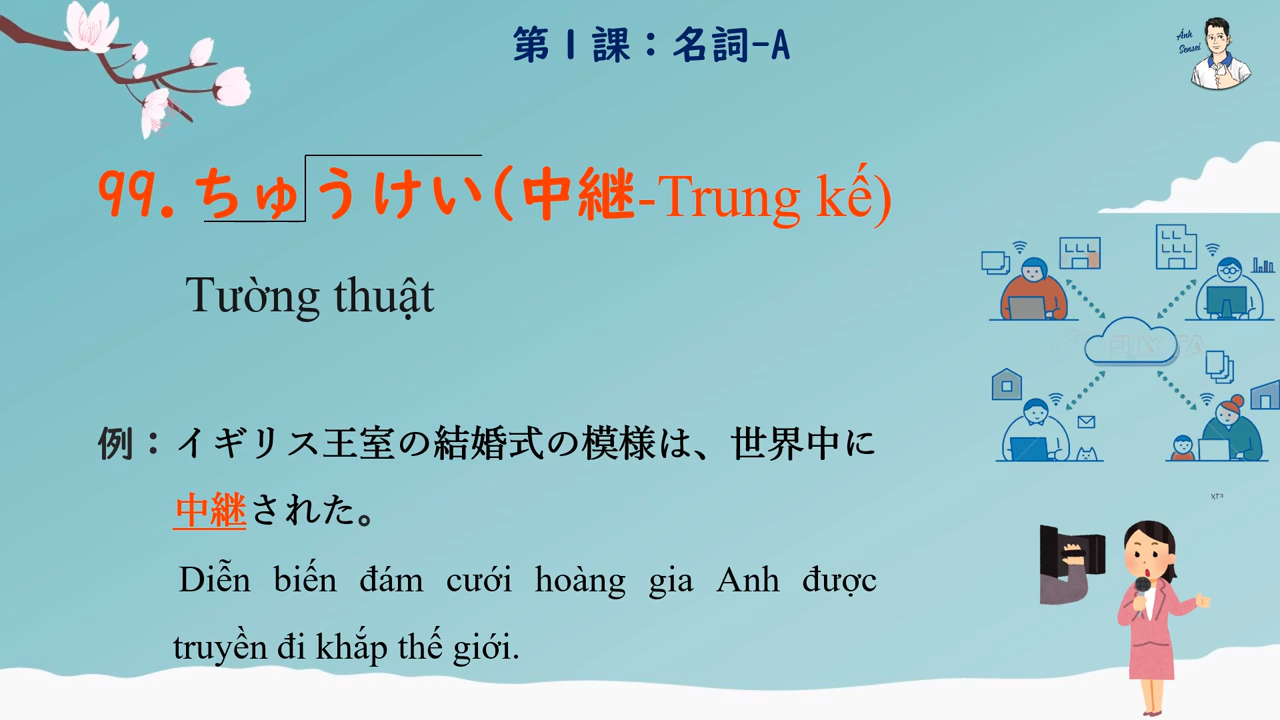 第1課：名詞-A
Anh
Sensei
99. ちゅうけい(中継-Trung kế)
Tường thuật
例：イギリス王室の結婚式の模様は、世界中に
中継された。
Diễn biến đám cưới hoàng gia Anh được
truyền đi khắp thế giới.